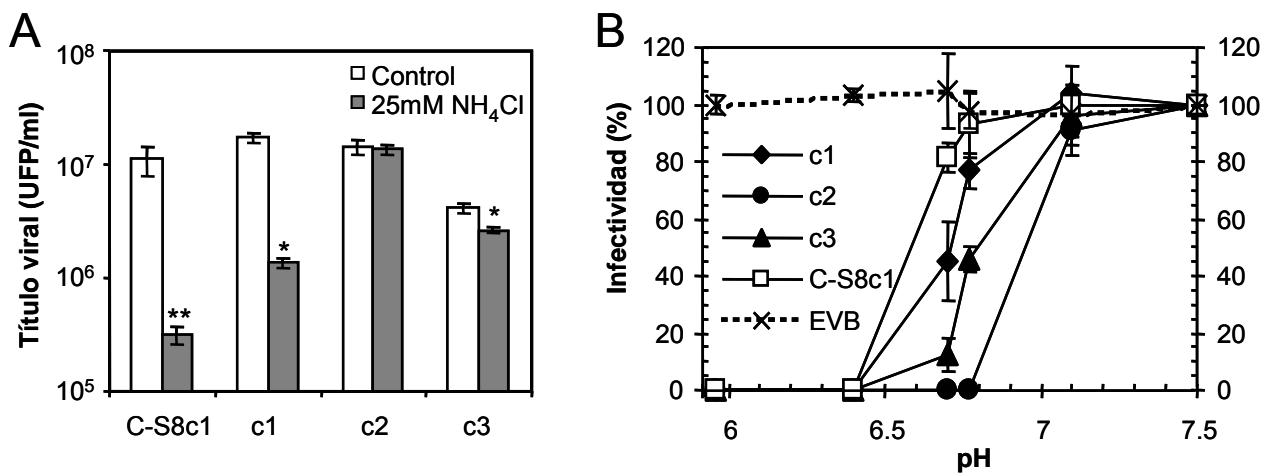 A
Título viral (UFP/ml)
10⁸
10⁷
10⁶
10⁵
Control
25mM NH₄Cl
**
*
*
C-S8c1 c1 c2 c3
B
Infectividad (%)
120
100
80
60
40
20
0
c1
c2
c3
C-S8c1
EVB
120
100
80
60
40
20
0
6 6.5 7 7.5
pH